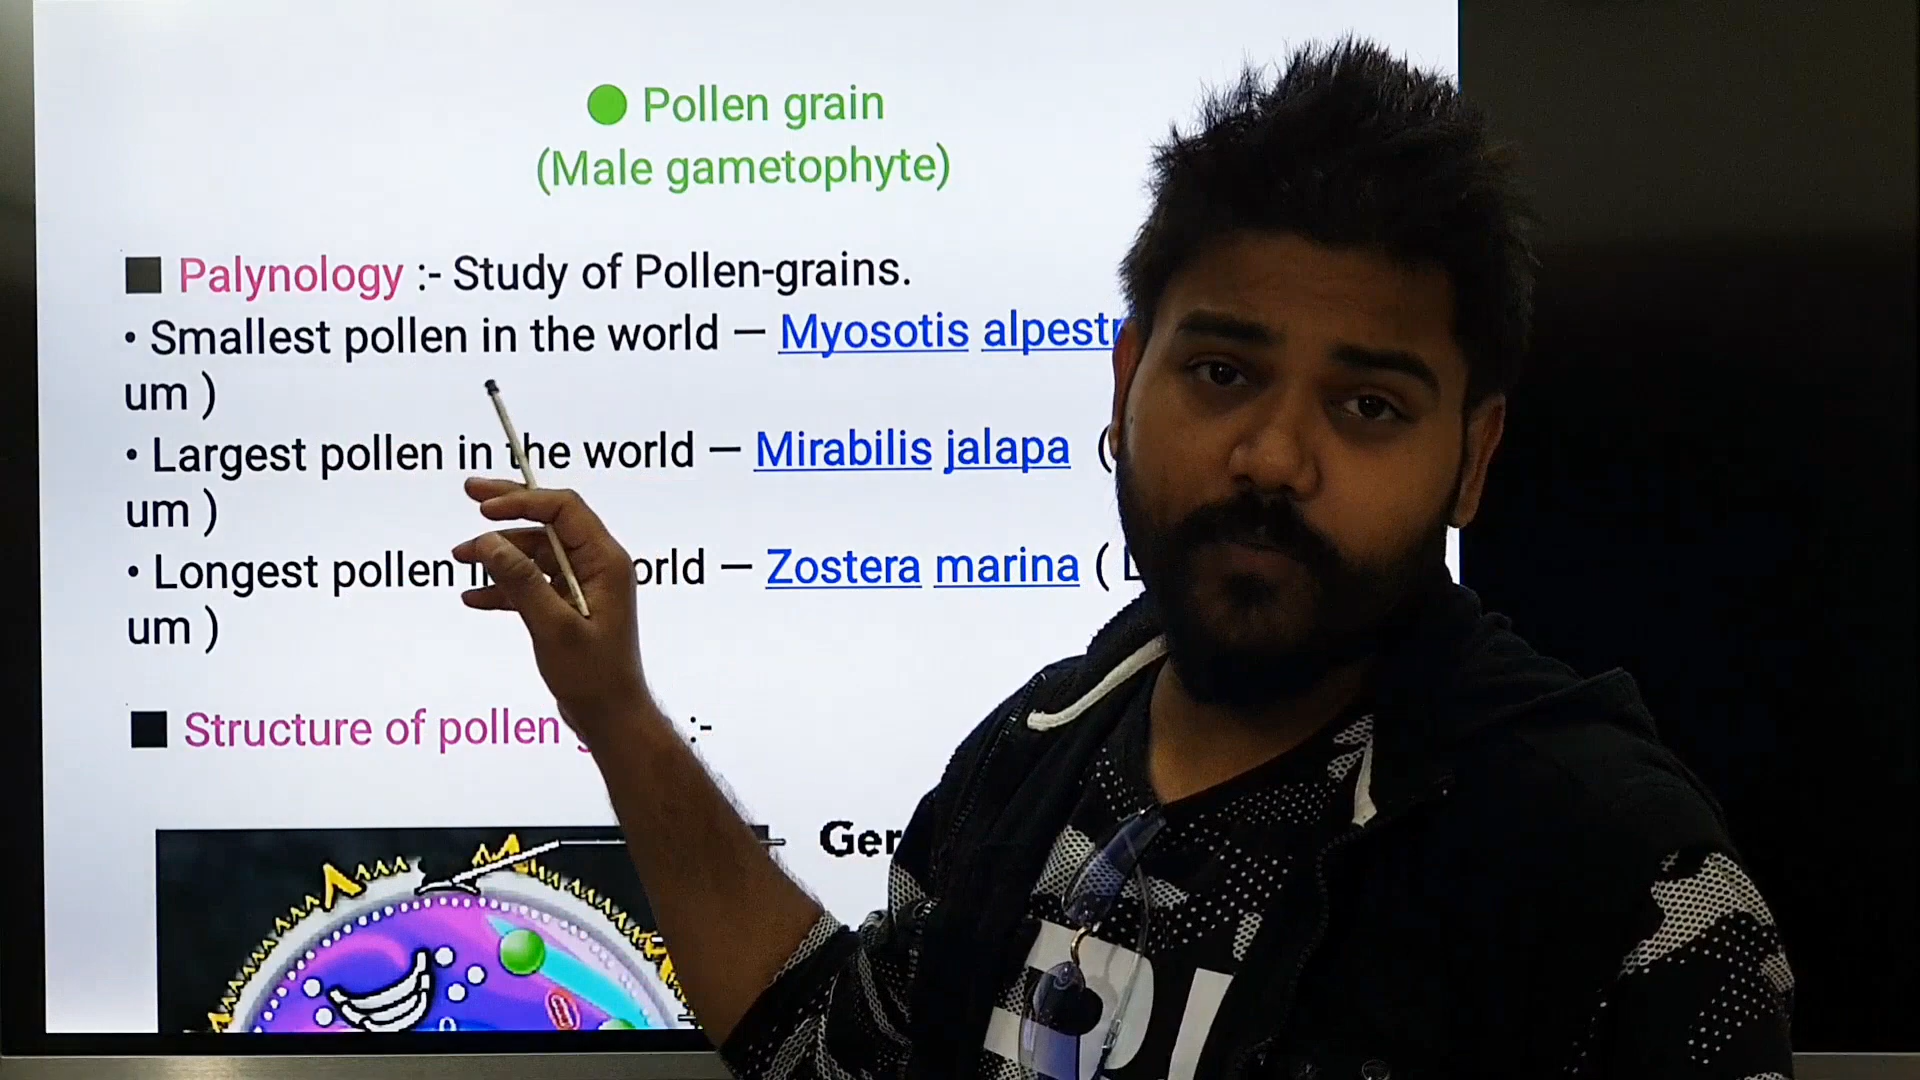 Pollen grain
(Male gametophyte)
Palynology :- Study of Pollen-grains.
• Smallest pollen in the world — Myosotis
um )
• Largest pollen in the world — Mirabilis jalapa (
um )
• Longest pollen — Zostera marina (
um )
Structure of pollen :-